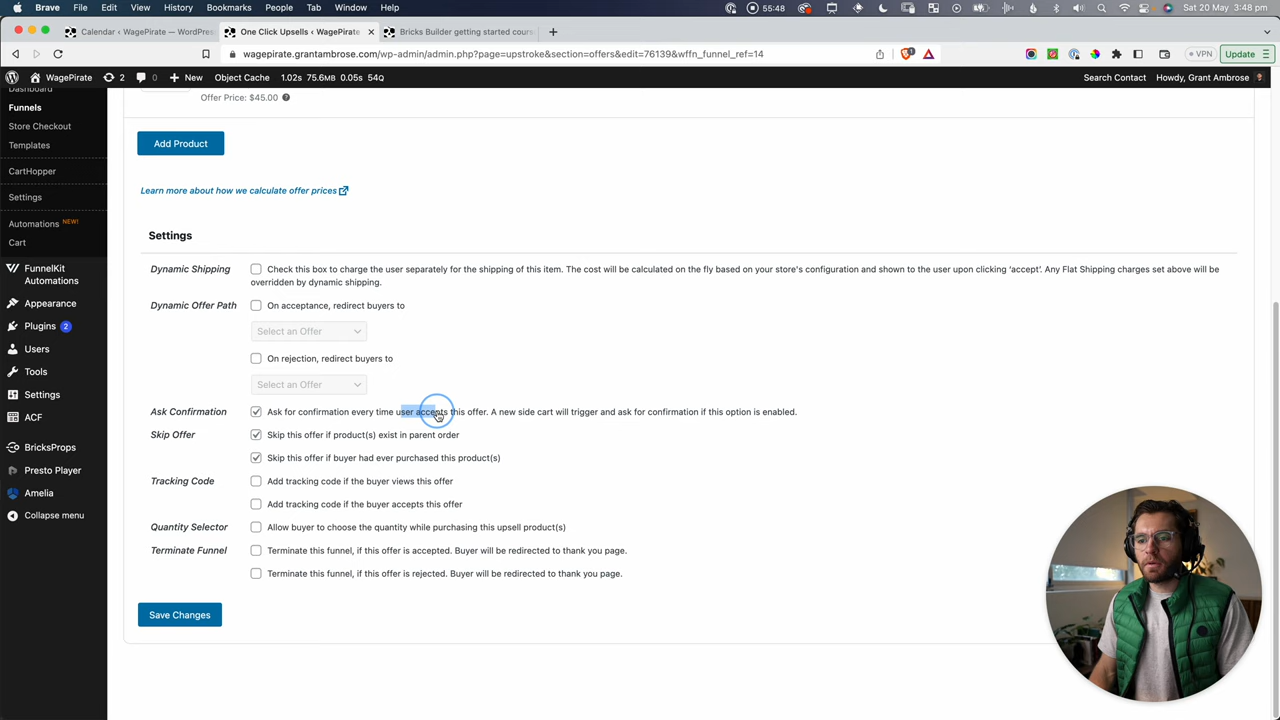 Brave File Edit View History Bookmarks People Tab Window Help 55:48 Wed 2 Aug 3:48 pm
Calendar ‹ WagePirate — WordPres
One Click Upsells ‹ WagePirate
Bricks Builder getting started cours
wagepirate.grantambrose.com/wp-admin/admin.php?page=upstroke&section=offers&edit=76139&wffn_funnel_ref=14
VPN
Update
WagePirate 2 0 New Object Cache 1.02s 75.6MB 0.05s 54Q Search Contact Howdy, Grant Ambrose
Dashboard
Funnels
Store Checkout
Templates
CartHopper
Settings
Automations NEW!
Cart
FunnelKit
Automations
Appearance
Plugins 2
Users
Tools
Settings
ACF
BricksProps
Presto Player
Amelia
Collapse menu
Offer Price: $45.00
Add Product
Learn more about how we calculate offer prices
Settings
Dynamic Shipping Check this box to charge the user separately for the shipping of this item. The cost will be calculated on the fly based on your store's configuration and shown to the user upon clicking 'accept'. Any Flat Shipping charges set above will be
overridden by dynamic shipping.
Dynamic Offer Path On acceptance, redirect buyers to
Select an Offer
On rejection, redirect buyers to
Select an Offer
Ask Confirmation Ask for confirmation every time user accepts this offer. A new side cart will trigger and ask for confirmation if this option is enabled.
Skip Offer Skip this offer if product(s) exist in parent order
Skip this offer if buyer had ever purchased this product(s)
Tracking Code Add tracking code if the buyer views this offer
Add tracking code if the buyer accepts this offer
Quantity Selector Allow buyer to choose the quantity while purchasing this upsell product(s)
Terminate Funnel Terminate this funnel, if this offer is accepted. Buyer will be redirected to thank you page.
Terminate this funnel, if this offer is rejected. Buyer will be redirected to thank you page.
Save Changes